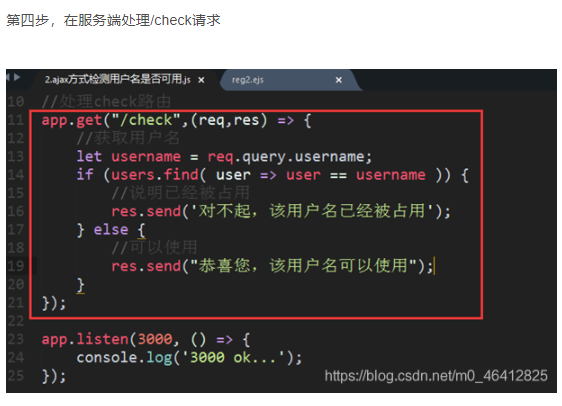 第四步，在服务端处理/check请求
2.ajax方式检测用户名是否可用.js × reg2.ejs ×
10 //处理check路由
11 app.get("/check",(req,res) => {
12 //获取用户名
13 let username = req.query.username;
14 if (users.find( user => user == username )) {
15 //说明已经被占用
16 res.send('对不起，该用户名已经被占用');
17 } else {
18 //可以使用
19 res.send("恭喜您，该用户名可以使用");
20 }
21 });
22
23 app.listen(3000, () => {
24 console.log('3000 ok...');
25 });
https://blog.csdn.net/m0_46412825